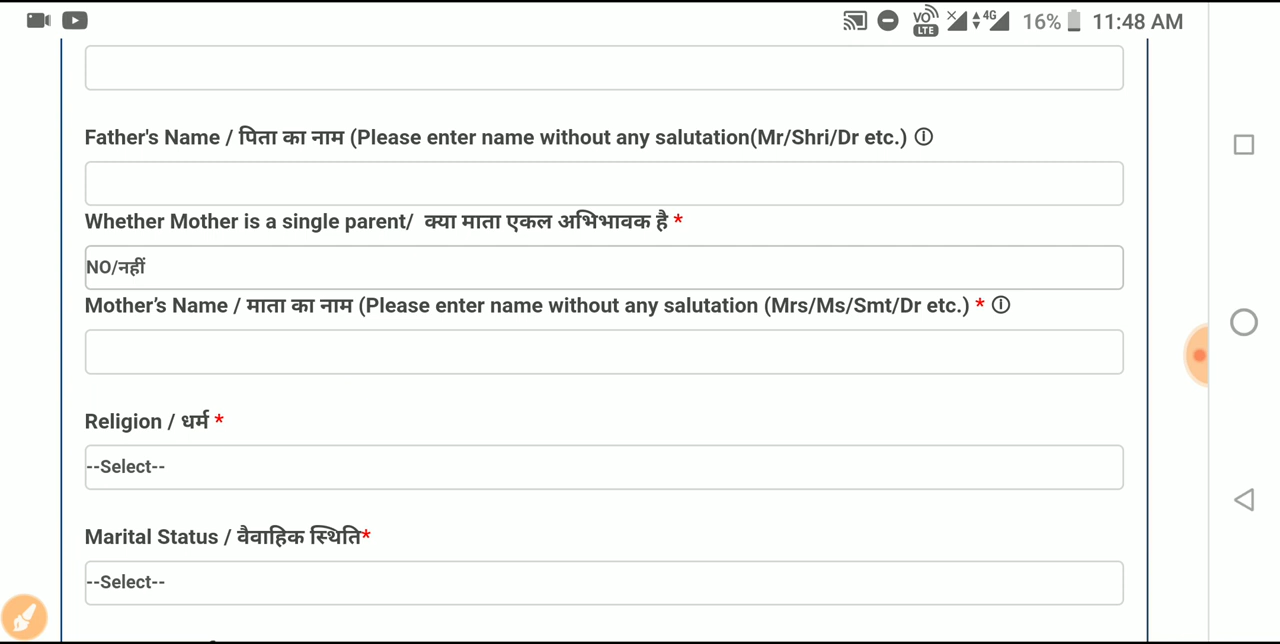 VO LTE 4G 16% 11:48 AM
Father's Name / पिता का नाम (Please enter name without any salutation(Mr/Shri/Dr etc.)
Whether Mother is a single parent/ क्या माता एकल अभिभावक है *
NO/नहीं
Mother's Name / माता का नाम (Please enter name without any salutation (Mrs/Ms/Smt/Dr etc.) *
Religion / धर्म *
--Select--
Marital Status / वैवाहिक स्थिति*
--Select--